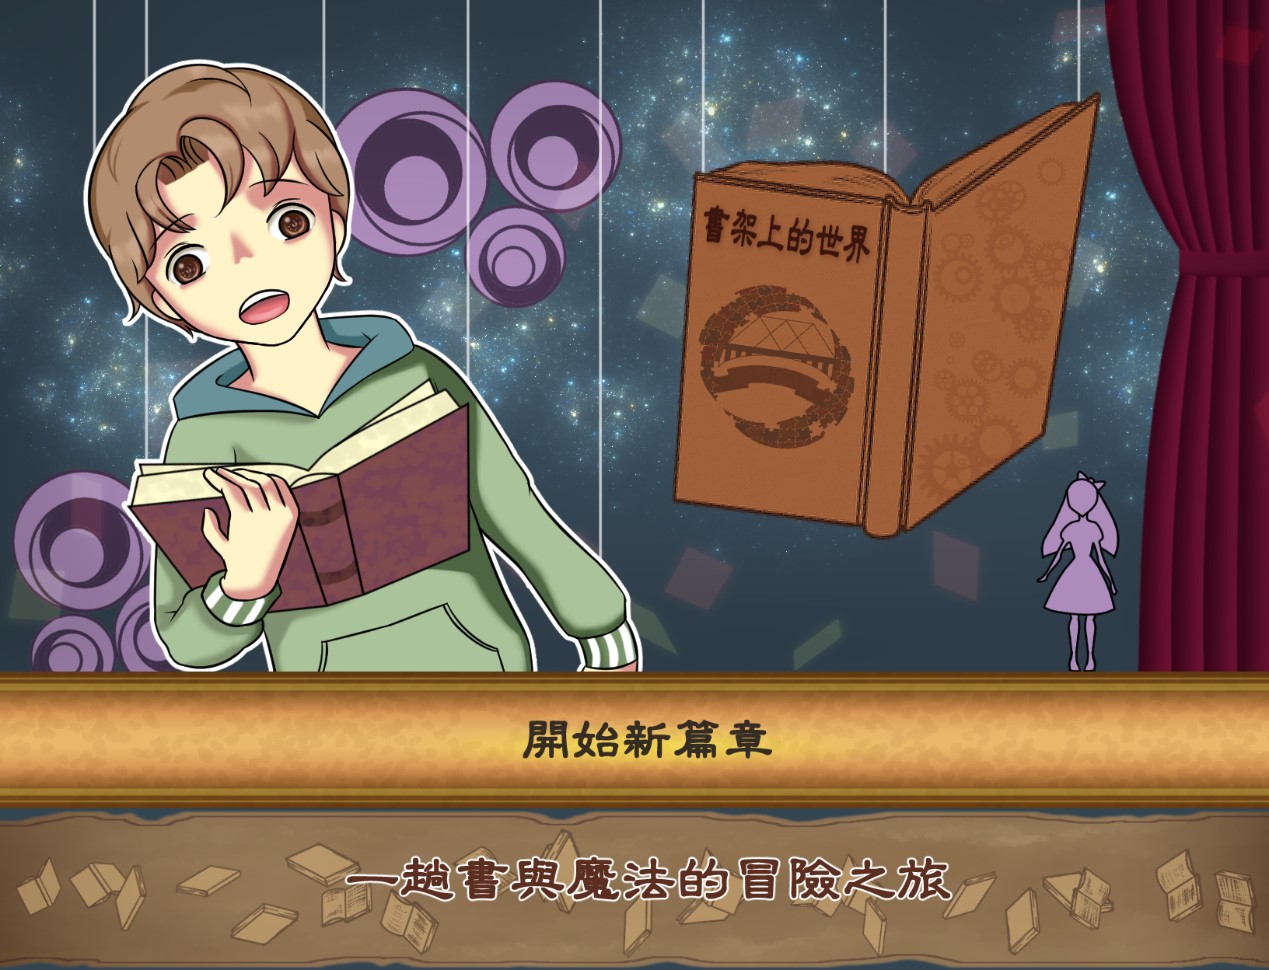 書架上的世界
開始新篇章
一趟書與魔法的冒險之旅